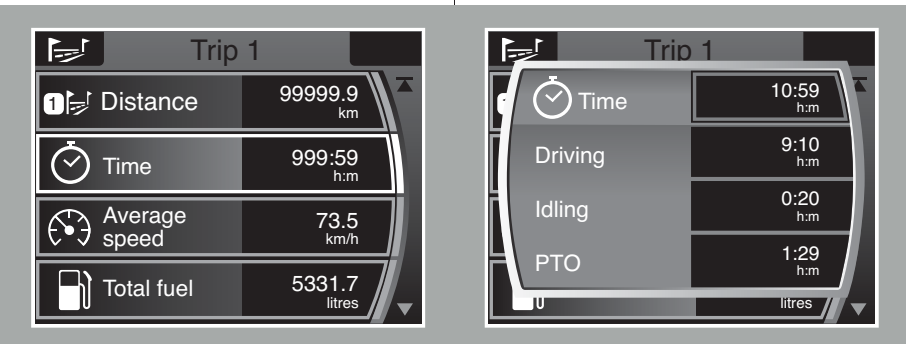 Trip 1
1 Distance
99999.9
km
Time
999:59
h:m
Average
speed
73.5
km/h
Total fuel
5331.7
litres
Trip 1
Time
10:59
h:m
Driving
9:10
h:m
Idling
0:20
h:m
PTO
1:29
h:m
litres